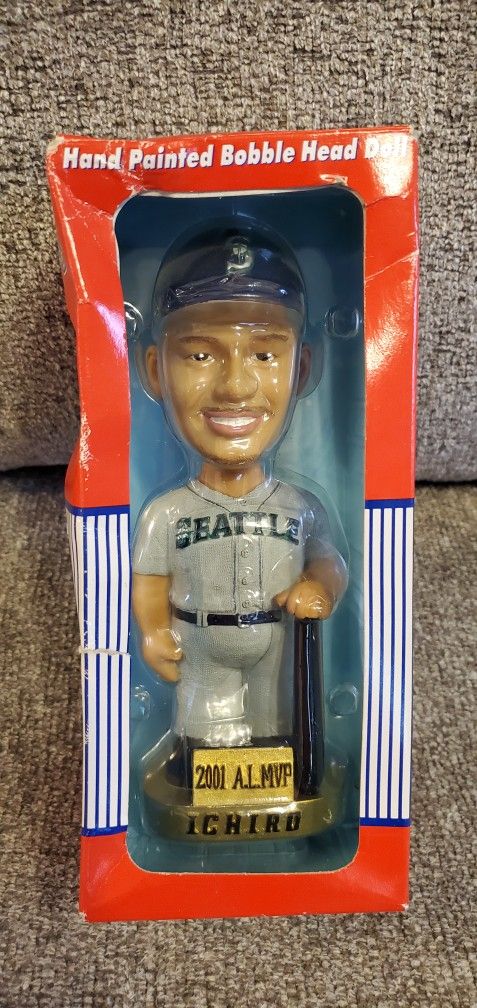 Hand Painted Bobble Head Doll
S
SEATTLE
2001 A.L.MVP
ICHIRO